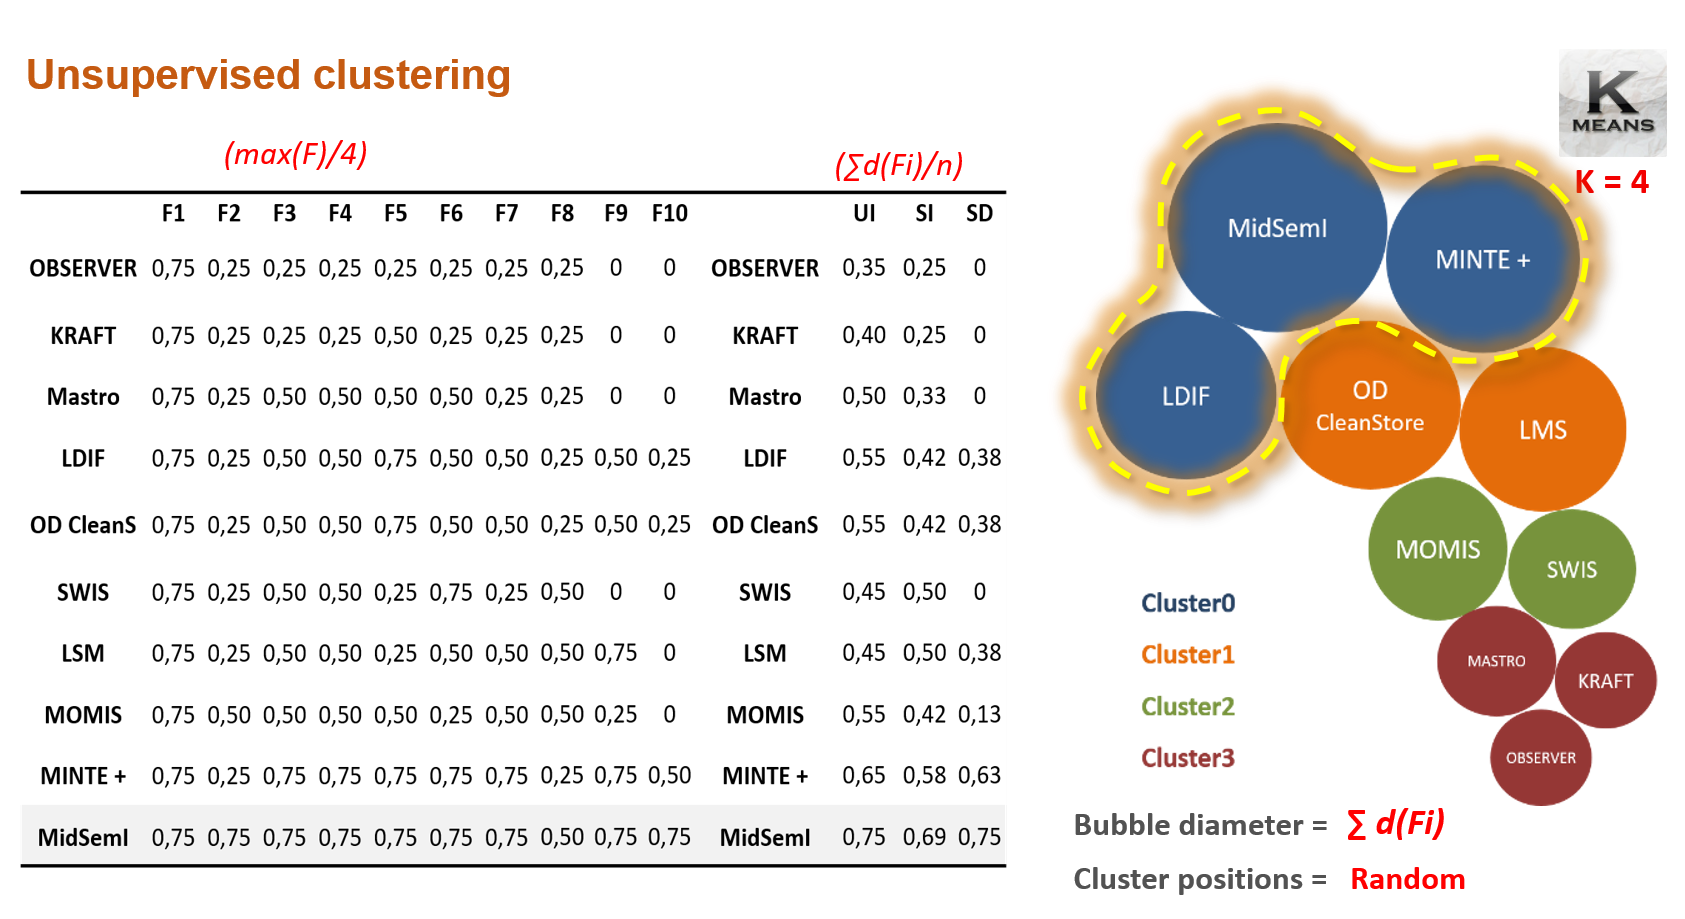 Unsupervised clustering
(max(F)/4)
(∑d(Fi)/n)
F1 F2 F3 F4 F5 F6 F7 F8 F9 F10 UI SI SD
OBSERVER 0,75 0,25 0,25 0,25 0,25 0,25 0,25 0,25 0 0 OBSERVER 0,35 0,25 0
KRAFT 0,75 0,25 0,25 0,25 0,50 0,25 0,25 0,25 0 0 KRAFT 0,40 0,25 0
Mastro 0,75 0,25 0,50 0,50 0,50 0,50 0,25 0,25 0 0 Mastro 0,50 0,33 0
LDIF 0,75 0,25 0,50 0,50 0,75 0,50 0,50 0,25 0,50 0,25 LDIF 0,55 0,42 0,38
OD CleanS 0,75 0,25 0,50 0,50 0,75 0,50 0,50 0,25 0,50 0,25 OD CleanS 0,55 0,42 0,38
SWIS 0,75 0,25 0,50 0,50 0,25 0,75 0,25 0,50 0 0 SWIS 0,45 0,50 0
LSM 0,75 0,25 0,50 0,50 0,25 0,50 0,50 0,50 0,75 0 LSM 0,45 0,50 0,38
MOMIS 0,75 0,50 0,50 0,50 0,50 0,25 0,50 0,50 0,25 0 MOMIS 0,55 0,42 0,13
MINTE + 0,75 0,25 0,75 0,75 0,75 0,75 0,75 0,25 0,75 0,50 MINTE + 0,65 0,58 0,63
MidSemI 0,75 0,75 0,75 0,75 0,75 0,75 0,75 0,50 0,75 0,75 MidSemI 0,75 0,69 0,75
K
MEANS
K = 4
MidSemI
MINTE +
LDIF
OD
CleanStore
LMS
MOMIS
SWIS
MASTRO
KRAFT
OBSERVER
Cluster0
Cluster1
Cluster2
Cluster3
Bubble diameter = ∑ d(Fi)
Cluster positions = Random